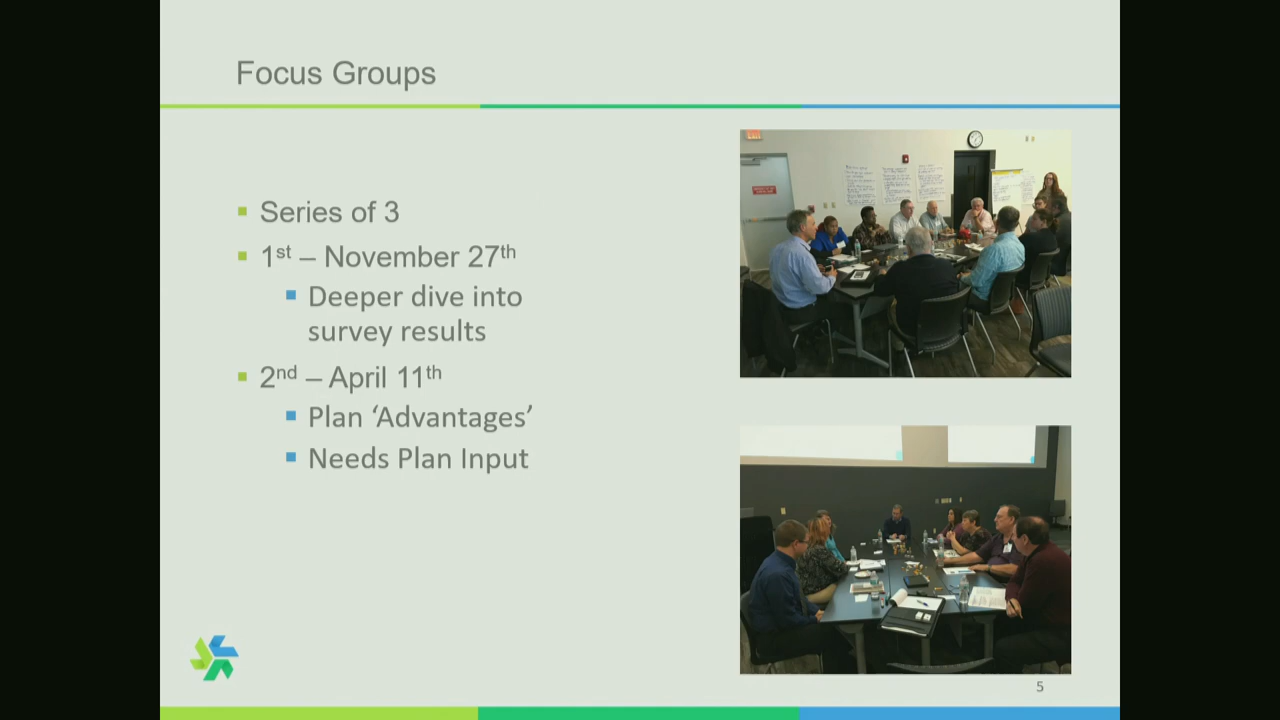 Focus Groups
Series of 3
1st – November 27th
Deeper dive into
survey results
2nd – April 11th
Plan ‘Advantages’
Needs Plan Input
5